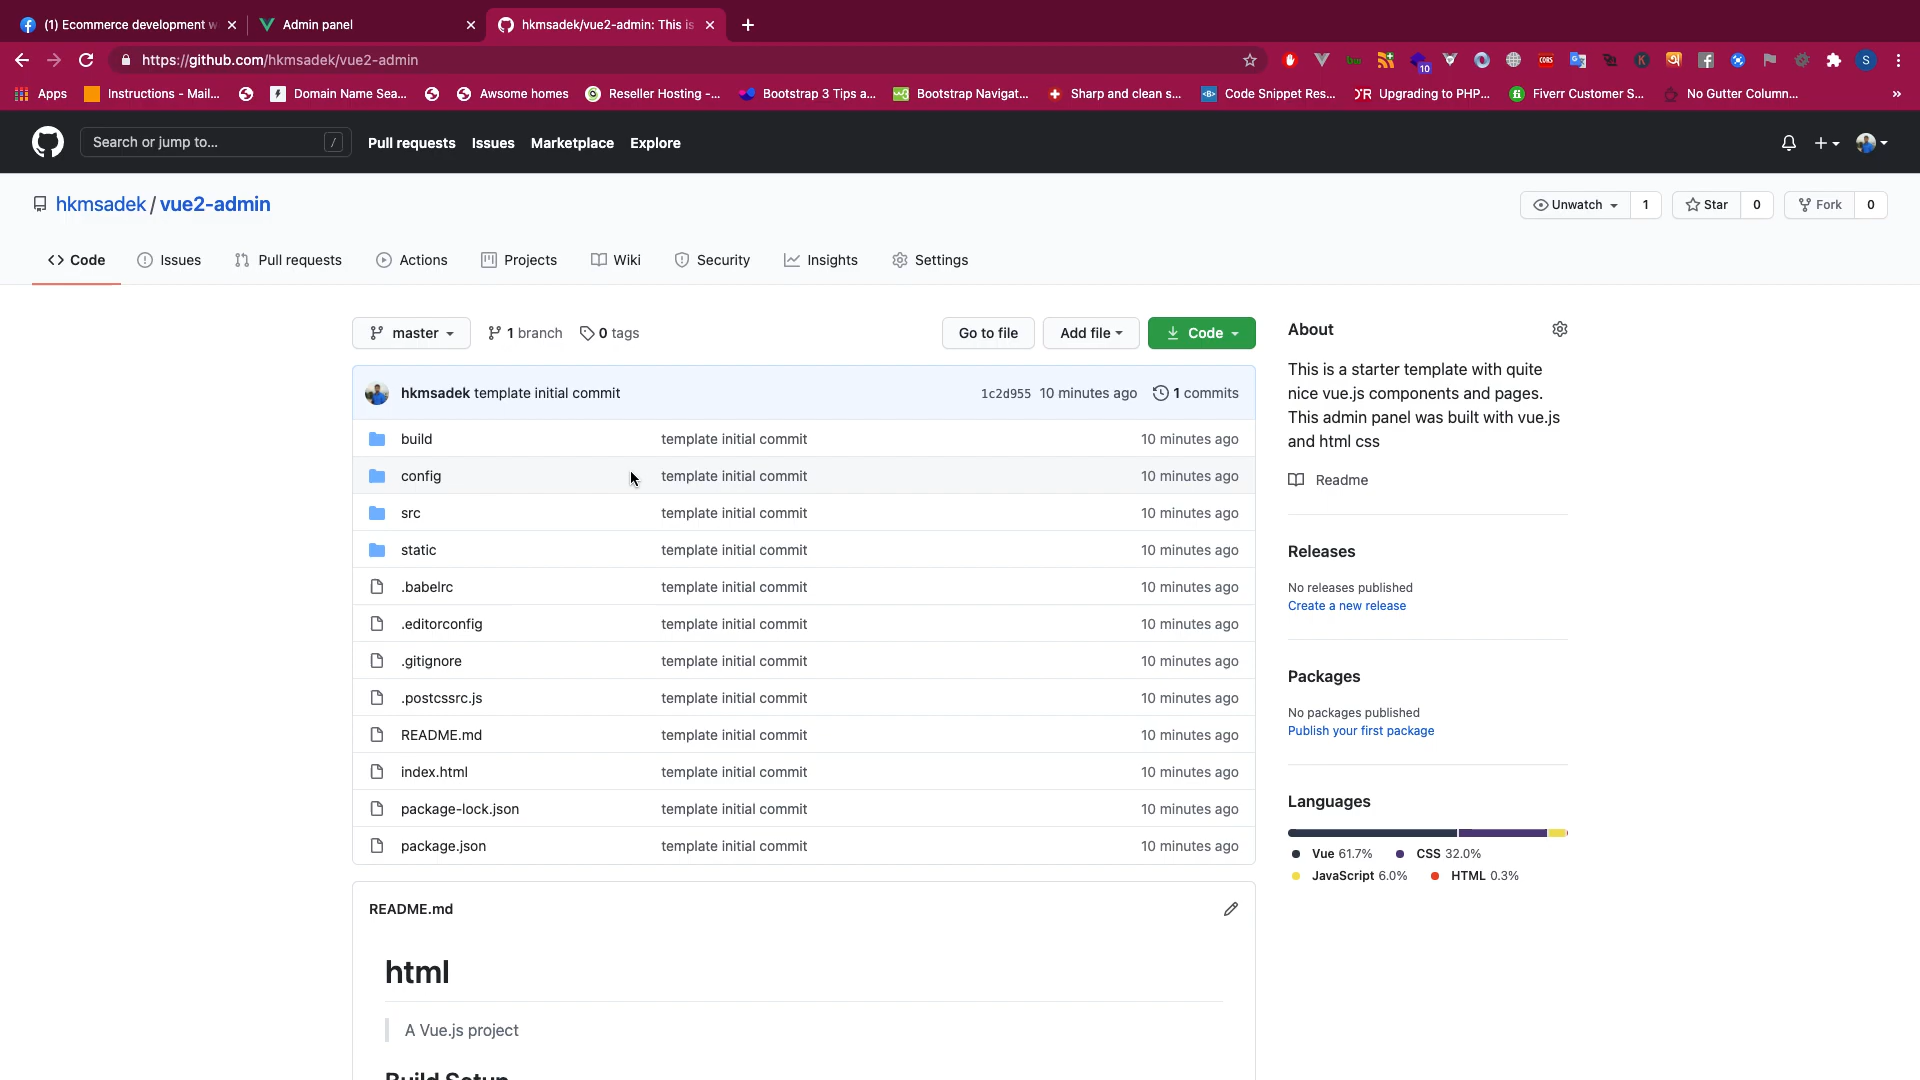 (1) Ecommerce development w
Admin panel
hkmsadek/vue2-admin: This is
https://github.com/hkmsadek/vue2-admin
10
CORS
S
Apps
Instructions - Mail...
Domain Name Sea...
Awsome homes
Reseller Hosting -...
Bootstrap 3 Tips a...
Bootstrap Navigat...
Sharp and clean s...
Code Snippet Res...
Upgrading to PHP...
Fiverr Customer S...
No Gutter Column...
»
Search or jump to...
/
Pull requests
Issues
Marketplace
Explore
hkmsadek / vue2-admin
Unwatch
1
Star
0
Fork
0
Code
Issues
Pull requests
Actions
Projects
Wiki
Security
Insights
Settings
master
1 branch
0 tags
Go to file
Add file
Code
hkmsadek template initial commit
1c2d955 10 minutes ago
1 commits
build template initial commit 10 minutes ago
config template initial commit 10 minutes ago
src template initial commit 10 minutes ago
static template initial commit 10 minutes ago
.babelrc template initial commit 10 minutes ago
.editorconfig template initial commit 10 minutes ago
.gitignore template initial commit 10 minutes ago
.postcssrc.js template initial commit 10 minutes ago
README.md template initial commit 10 minutes ago
index.html template initial commit 10 minutes ago
package-lock.json template initial commit 10 minutes ago
package.json template initial commit 10 minutes ago
README.md
html
A Vue.js project
Build Setup
About
This is a starter template with quite
nice vue.js components and pages.
This admin panel was built with vue.js
and html css
Readme
Releases
No releases published
Create a new release
Packages
No packages published
Publish your first package
Languages
Vue 61.7%
CSS 32.0%
JavaScript 6.0%
HTML 0.3%